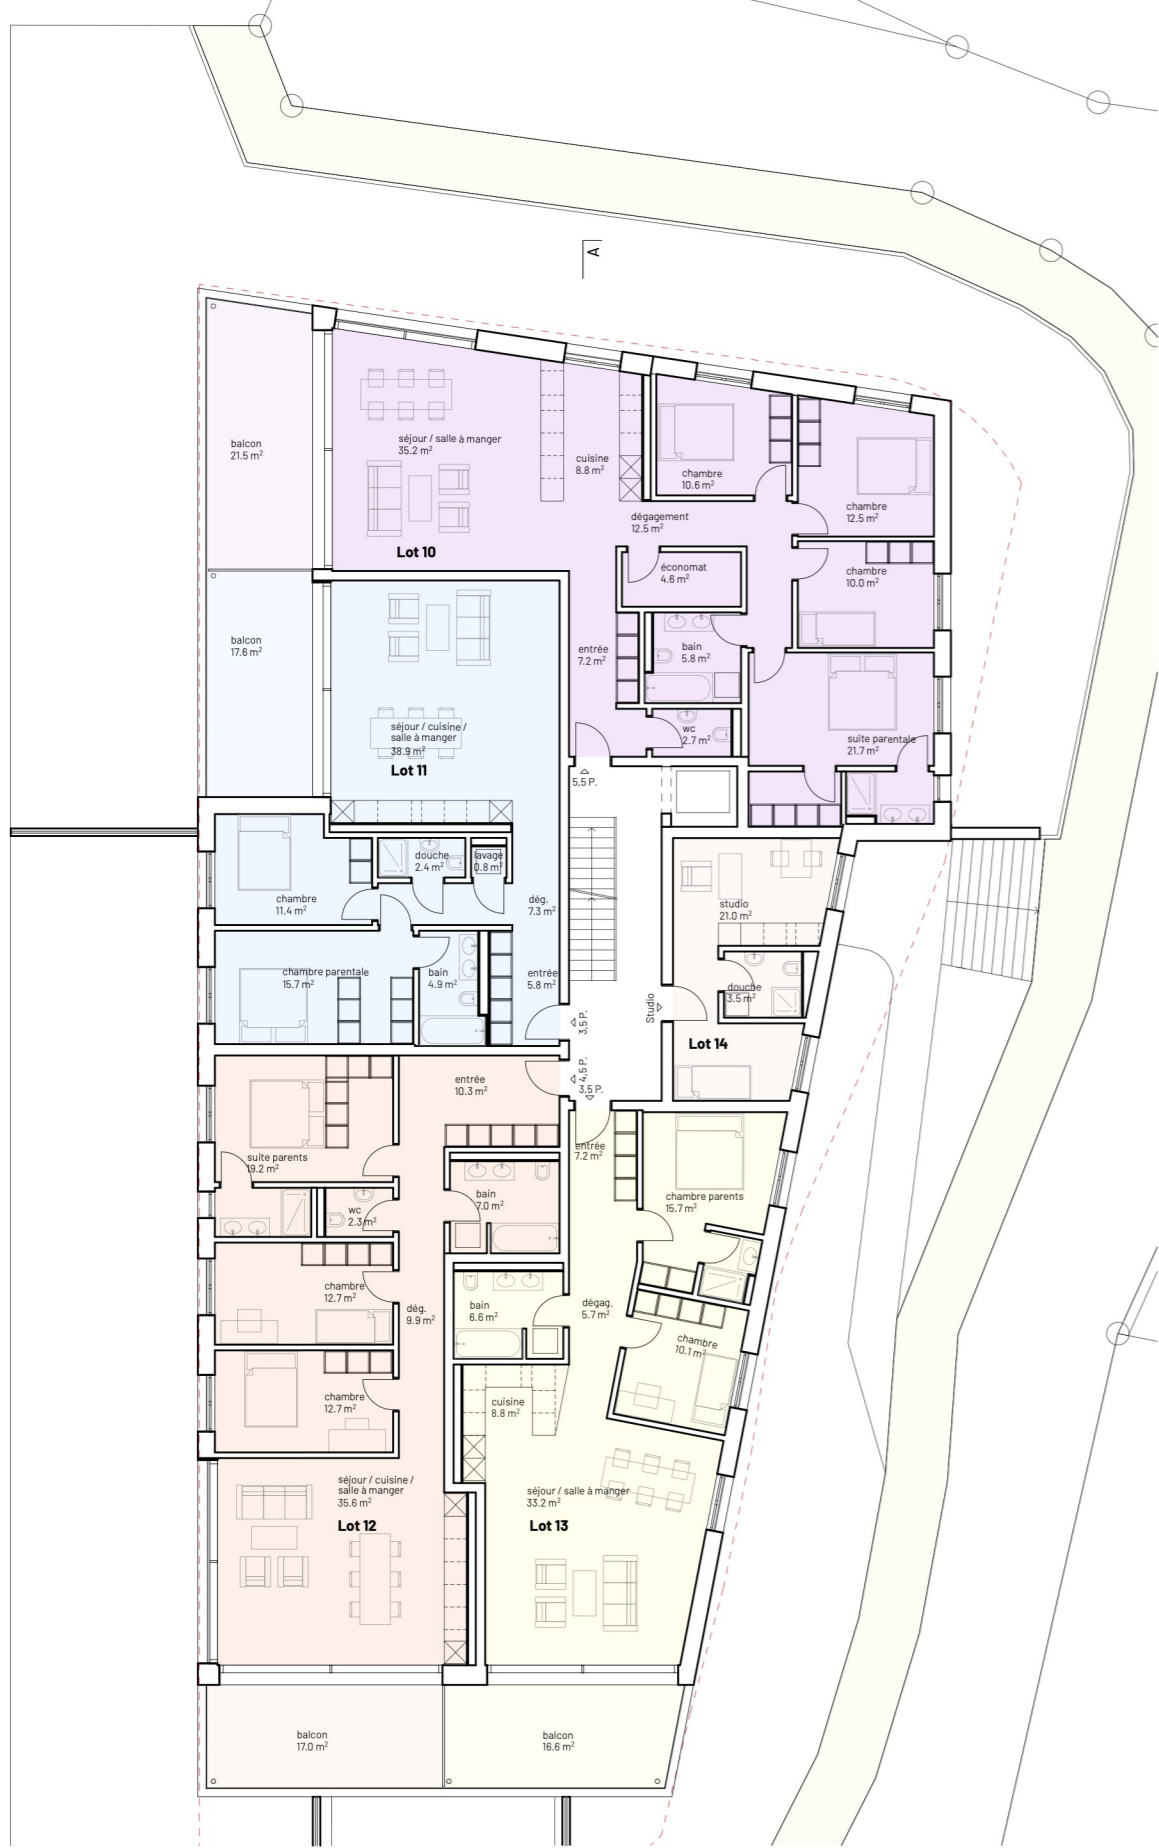 A
balcon
21.5 m²
séjour / salle à manger
35.2 m²
Lot 10
cuisine
8.8 m²
chambre
10.6 m²
chambre
12.5 m²
dégagement
12.5 m²
économat
4.6 m²
chambre
10.0 m²
entrée
7.2 m²
bain
5.8 m²
wc
2.7 m²
suite parentale
21.7 m²
5,5 P.
balcon
17.6 m²
séjour / cuisine /
salle à manger
38.9 m²
Lot 11
chambre
11.4 m²
douche
2.4 m²
lavage
0.8 m²
dég.
7.3 m²
chambre parentale
15.7 m²
bain
4.9 m²
entrée
5.8 m²
3,5 P.
4,5 P.
3,5 P.
Studio
studio
21.0 m²
douche
3.5 m²
Lot 14
entrée
10.3 m²
suite parents
19.2 m²
wc
2.3 m²
bain
7.0 m²
chambre
12.7 m²
dég.
9.9 m²
chambre
12.7 m²
séjour / cuisine /
salle à manger
35.6 m²
Lot 12
entrée
7.2 m²
chambre parents
15.7 m²
bain
6.6 m²
dégag.
5.7 m²
chambre
10.1 m²
cuisine
8.8 m²
séjour / salle à manger
33.2 m²
Lot 13
balcon
17.0 m²
balcon
16.6 m²